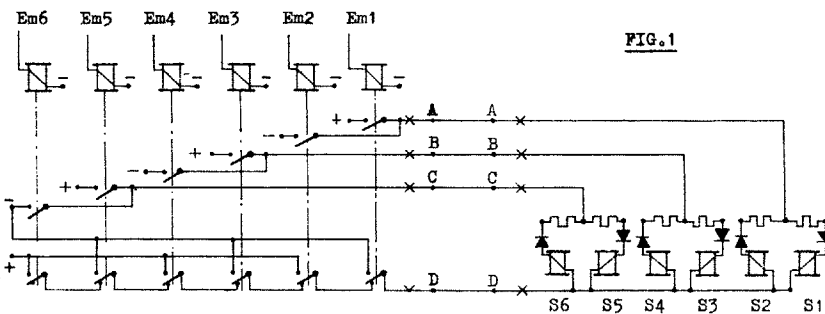 Em6 Em5 Em4 Em3 Em2 Em1
FIG.1
- - - - - -
+ A A
-
+ B B
-
+ C C
-
+
D D
S6 S5 S4 S3 S2 S1